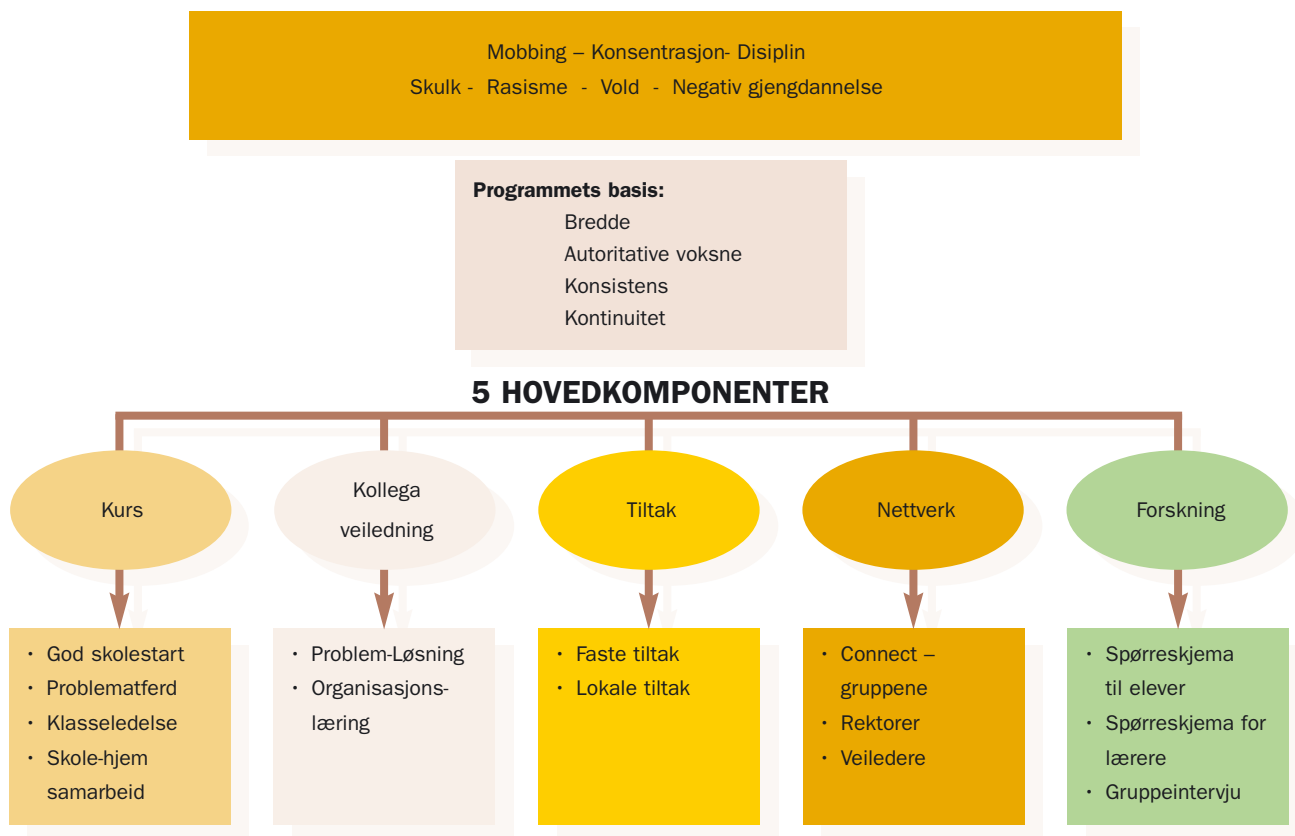 Mobbing – Konsentrasjon- Disiplin
Skulk - Rasisme - Vold - Negativ gjengdannelse
Programmets basis:
Bredde
Autoritative voksne
Konsistens
Kontinuitet
5 HOVEDKOMPONENTER
Kurs
Kollega
veiledning
Tiltak
Nettverk
Forskning
• God skolestart
• Problematferd
• Klasseledelse
• Skole-hjem
samarbeid
• Problem-Løsning
• Organisasjons-
læring
• Faste tiltak
• Lokale tiltak
• Connect –
gruppene
• Rektorer
• Veiledere
• Spørreskjema
til elever
• Spørreskjema for
lærere
• Gruppeintervju